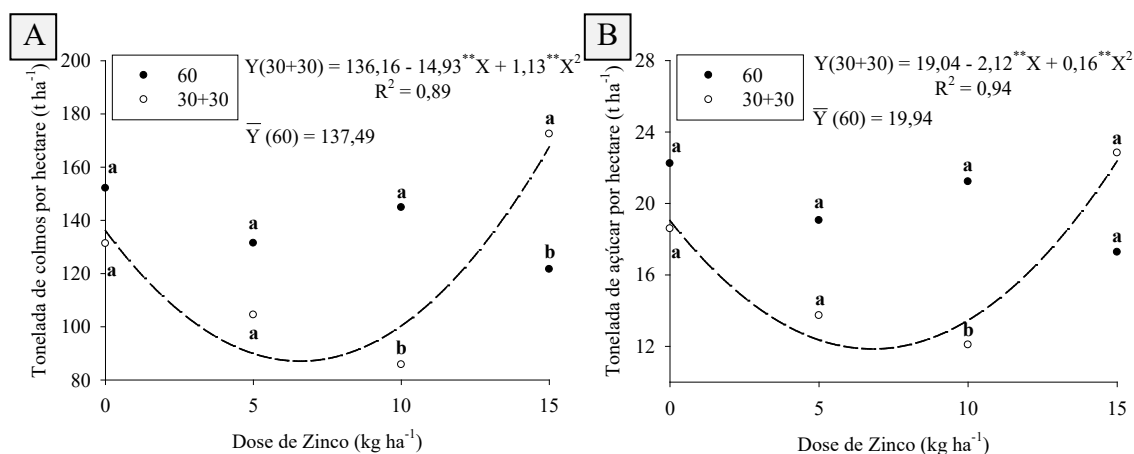 A
Tonelada de colmos por hectare (t ha⁻¹)
200
180
160
140
120
100
80
60
30+30
Y(30+30) = 136,16 - 14,93**X + 1,13**X²
R² = 0,89
Y̅ (60) = 137,49
a
a
a
a
a
a
b
b
0
5
10
15
Dose de Zinco (kg ha⁻¹)
B
Tonelada de açúcar por hectare (t ha⁻¹)
28
24
20
16
12
60
30+30
Y(30+30) = 19,04 - 2,12**X + 0,16**X²
R² = 0,94
Y̅ (60) = 19,94
a
a
a
a
a
a
b
a
0
5
10
15
Dose de Zinco (kg ha⁻¹)